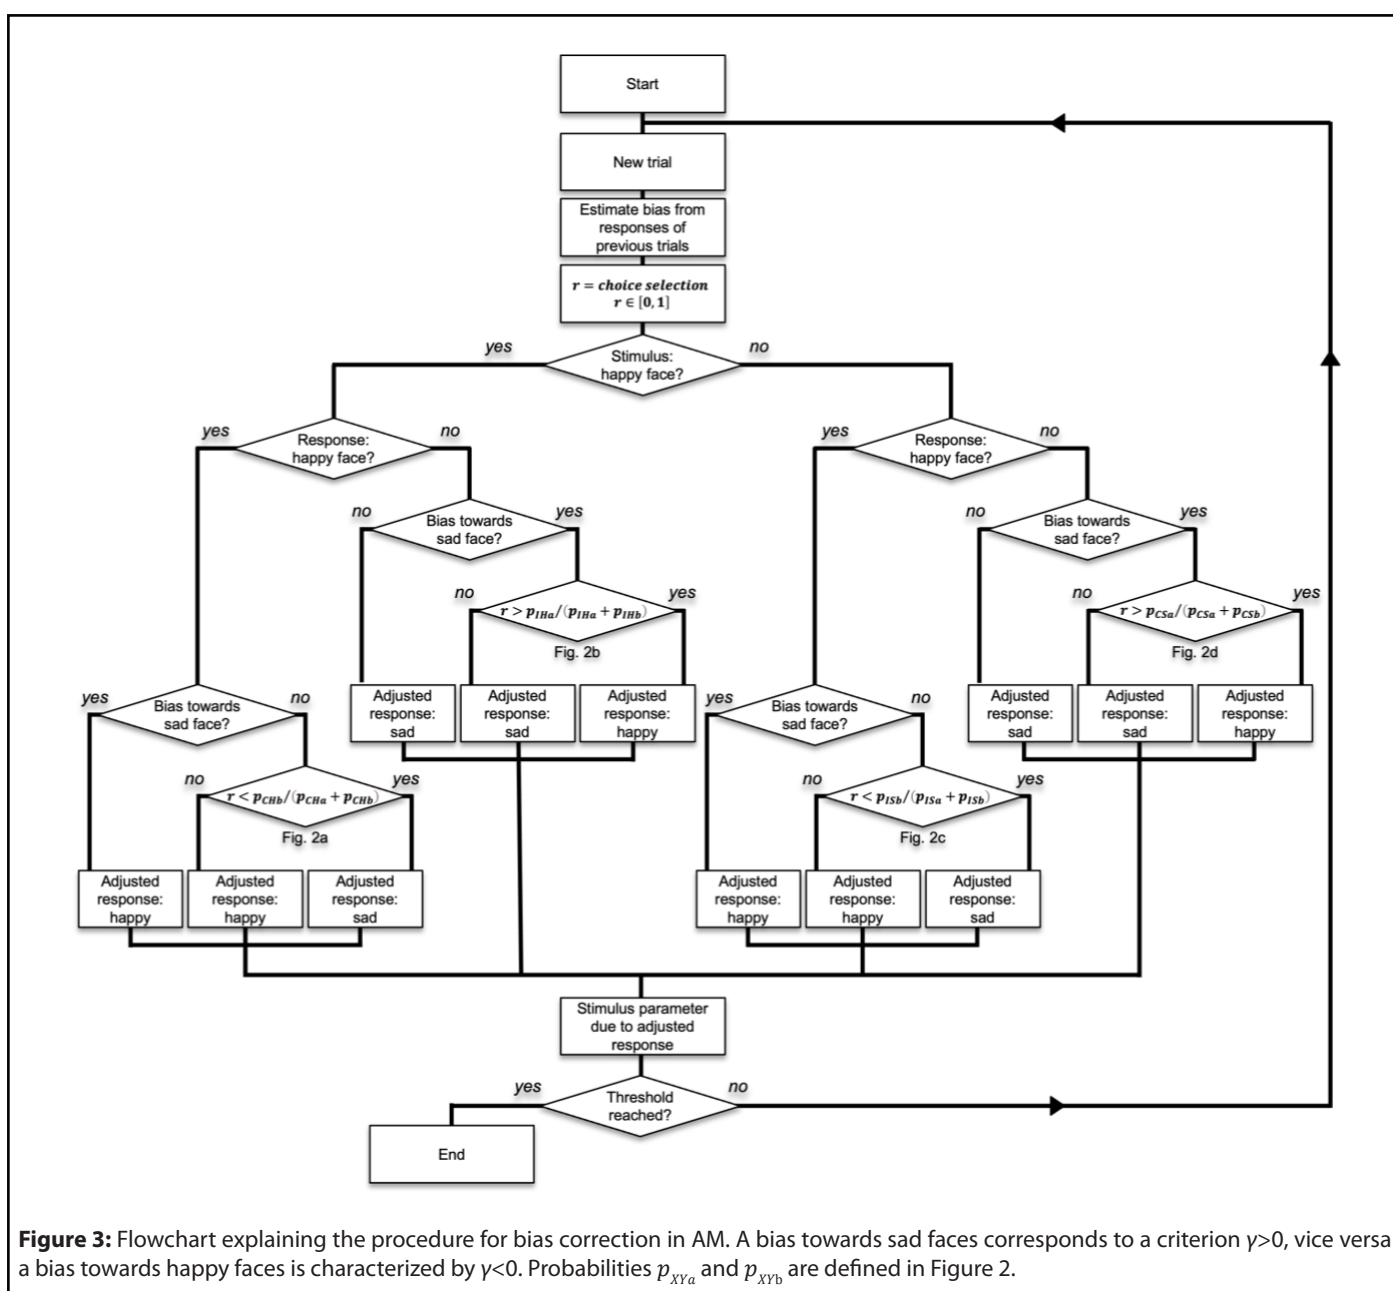 Start
New trial
Estimate bias from
responses of
previous trials
r = choice selection
r ∈ [0, 1]
yes
Stimulus:
happy face?
no
yes
Response:
happy face?
no
yes
Response:
happy face?
no
no
Bias towards
sad face?
yes
no
Bias towards
sad face?
yes
no
r > p_IHa/(p_IHa + p_IHb)
yes
Fig. 2b
no
r > p_CSa/(p_CSa + p_CSb)
yes
Fig. 2d
yes
Bias towards
sad face?
no
Adjusted
response:
sad
Adjusted
response:
sad
Adjusted
response:
happy
yes
Bias towards
sad face?
no
Adjusted
response:
sad
Adjusted
response:
sad
Adjusted
response:
happy
no
r < p_CHb/(p_CHa + p_CHb)
yes
Fig. 2a
no
r < p_ISb/(p_ISa + p_ISb)
yes
Fig. 2c
Adjusted
response:
happy
Adjusted
response:
happy
Adjusted
response:
sad
Adjusted
response:
happy
Adjusted
response:
happy
Adjusted
response:
sad
Stimulus parameter
due to adjusted
response
yes
Threshold
reached?
no
End
Figure 3: Flowchart explaining the procedure for bias correction in AM. A bias towards sad faces corresponds to a criterion γ>0, vice versa
a bias towards happy faces is characterized by γ<0. Probabilities p_XYa and p_XYb are defined in Figure 2.